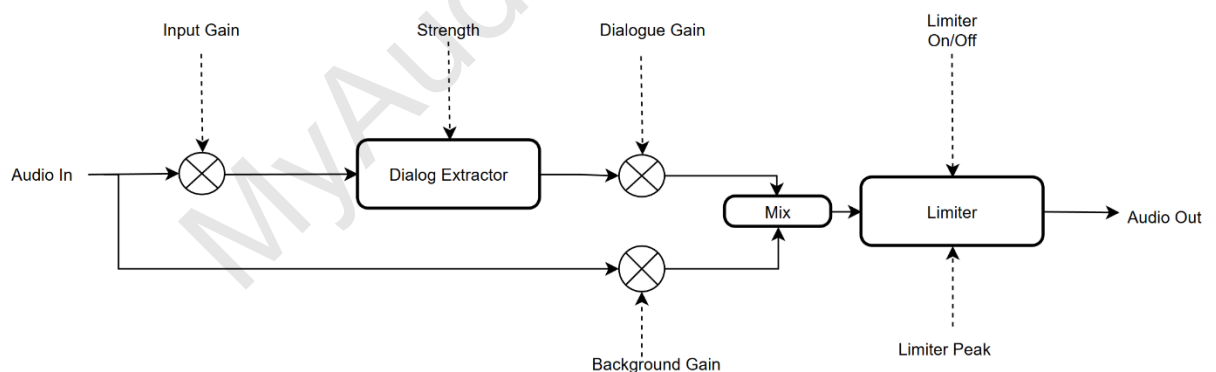 Input Gain
Strength
Dialogue Gain
Limiter
On/Off
Audio In
Dialog Extractor
Mix
Limiter
Audio Out
Background Gain
Limiter Peak
MyAud